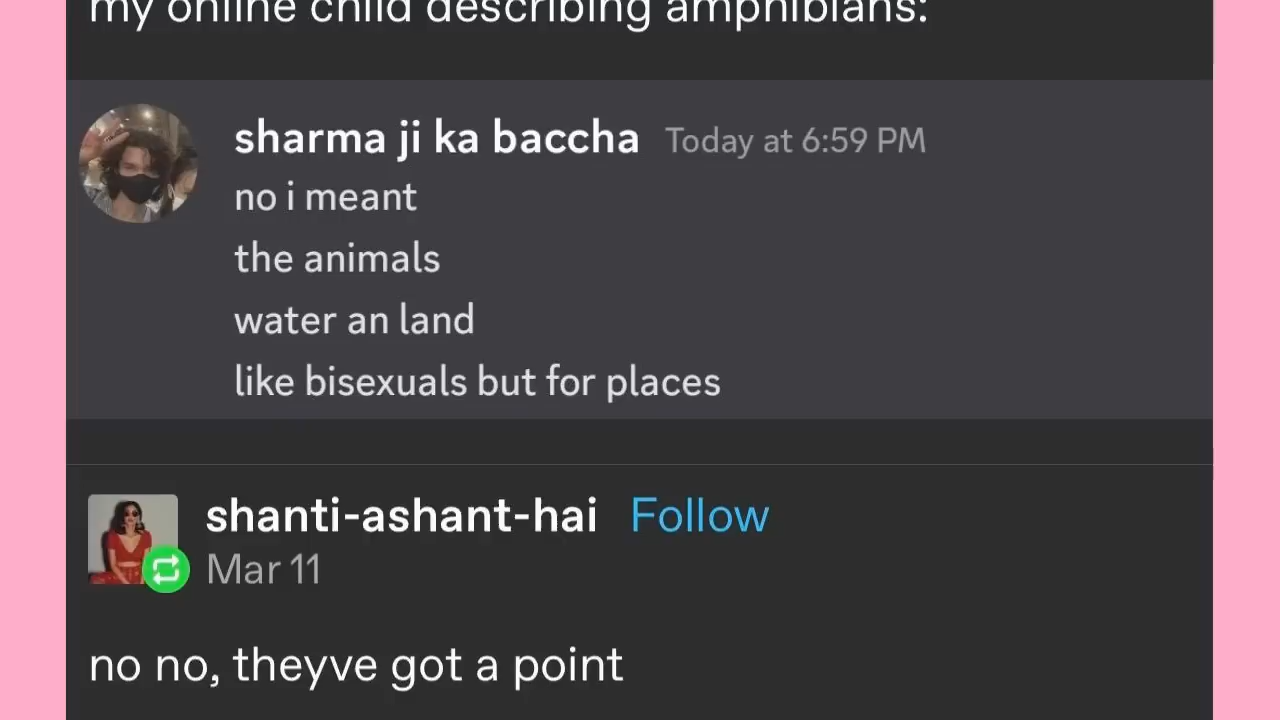 my online child describing amphibians:
sharma ji ka baccha Today at 6:59 PM
no i meant
the animals
water an land
like bisexuals but for places
shanti-ashant-hai Follow
Mar 11
no no, theyve got a point